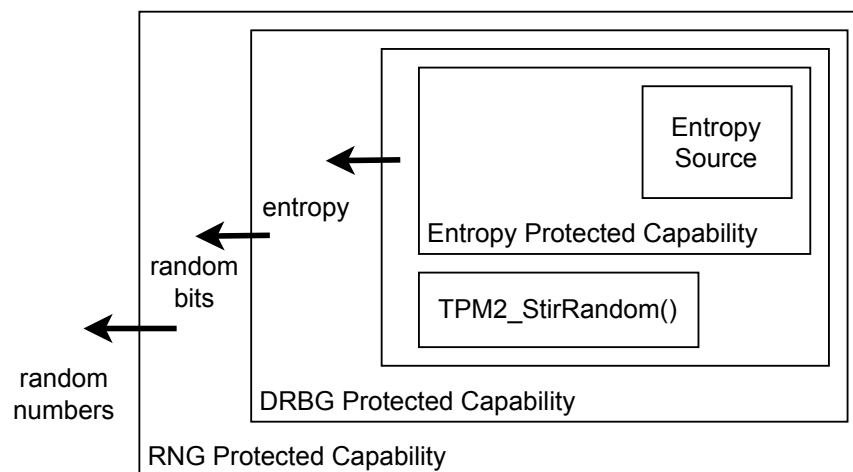 Entropy
Source
entropy
Entropy Protected Capability
random
bits
TPM2_StirRandom()
random
numbers
DRBG Protected Capability
RNG Protected Capability